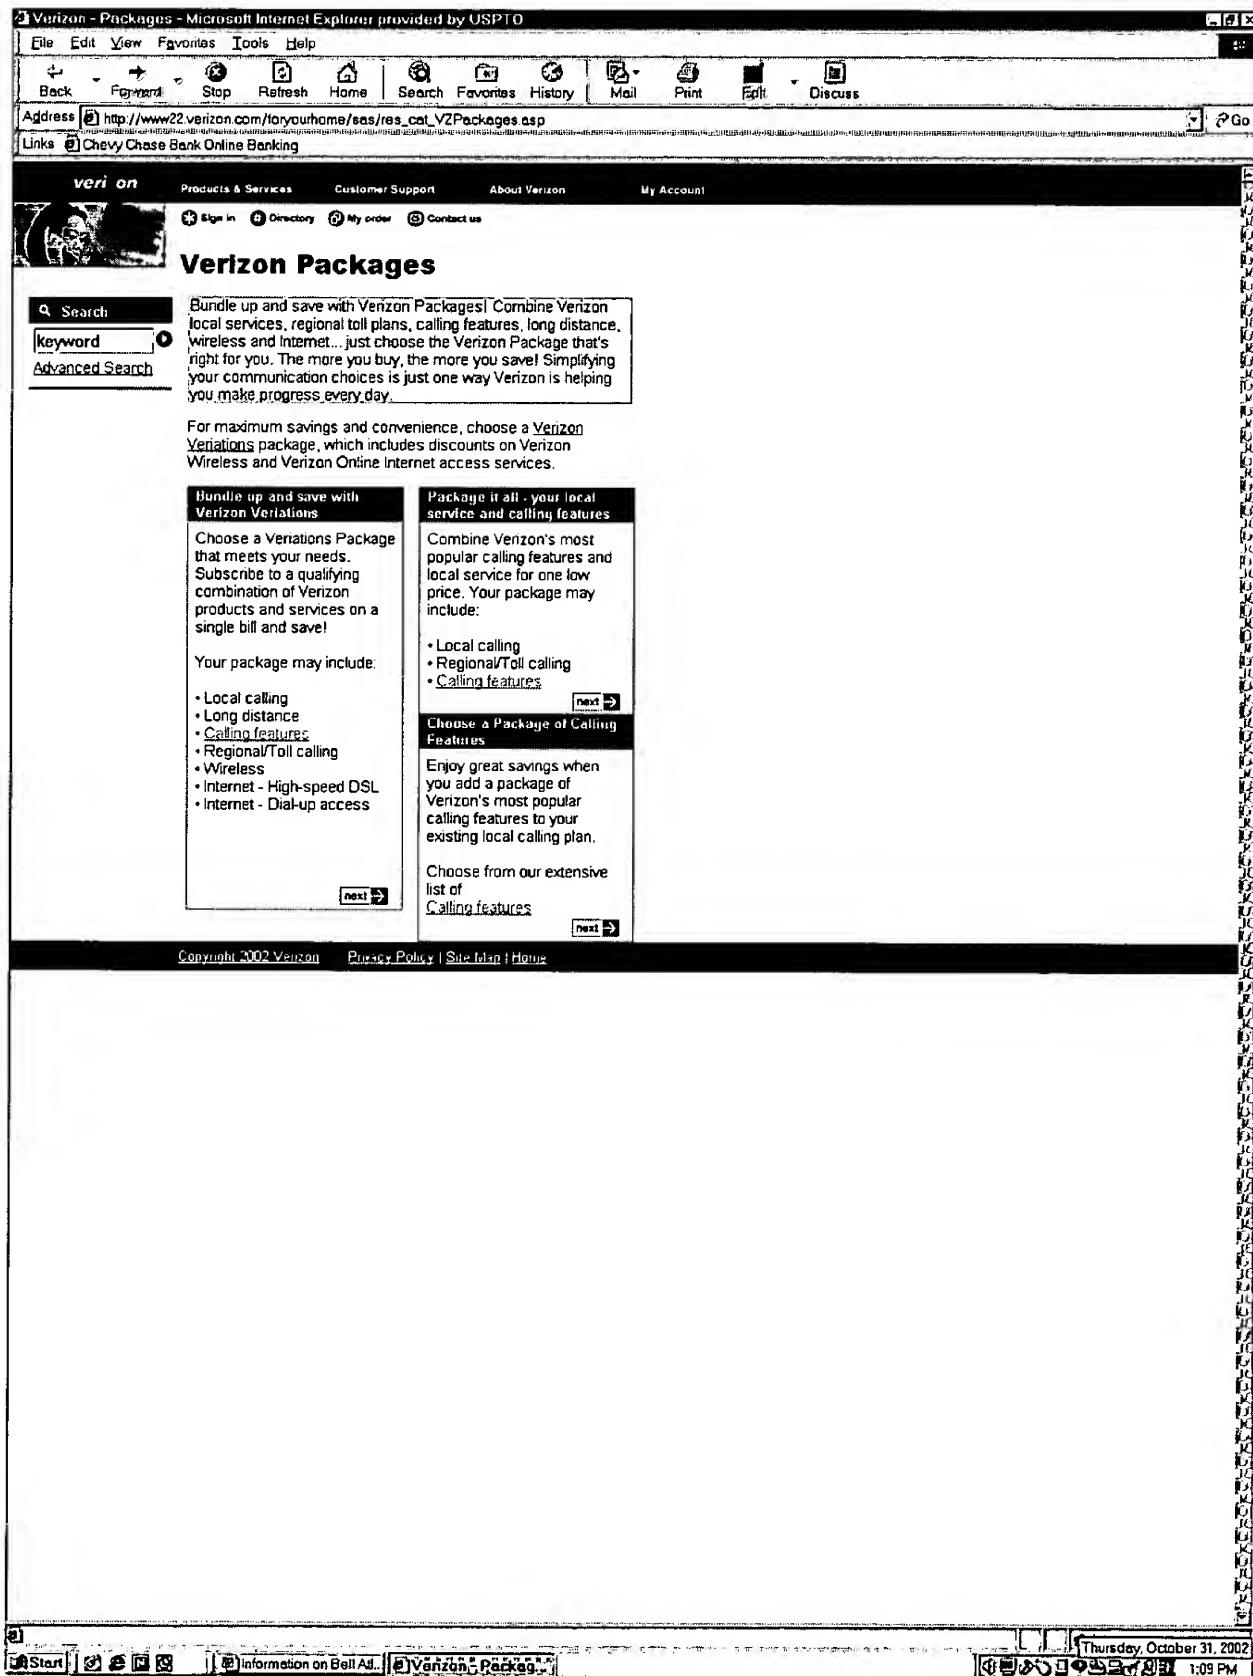 Verizon - Packages - Microsoft Internet Explorer provided by USPTO
File Edit View Favorites Tools Help
Back Forward Stop Refresh Home Search Favorites History Mail Print Edit Discuss
Address http://www22.verizon.com/foryourhome/sas/res_cat_VZPackages.asp Go
Links Chevy Chase Bank Online Banking
veri on Products & Services Customer Support About Verizon My Account
Sign in Directory My order Contact us
Verizon Packages
Search
keyword
Advanced Search
Bundle up and save with Verizon Packages! Combine Verizon
local services, regional toll plans, calling features, long distance,
wireless and Internet... just choose the Verizon Package that's
right for you. The more you buy, the more you save! Simplifying
your communication choices is just one way Verizon is helping
you make progress every day.
For maximum savings and convenience, choose a Verizon
Veriations package, which includes discounts on Verizon
Wireless and Verizon Online Internet access services.
Bundle up and save with
Verizon Veriations
Choose a Veriations Package
that meets your needs.
Subscribe to a qualifying
combination of Verizon
products and services on a
single bill and save!
Your package may include:
• Local calling
• Long distance
• Calling features
• Regional/Toll calling
• Wireless
• Internet - High-speed DSL
• Internet - Dial-up access
next
Package it all - your local
service and calling features
Combine Verizon's most
popular calling features and
local service for one low
price. Your package may
include:
• Local calling
• Regional/Toll calling
• Calling features
next
Choose a Package of Calling
Features
Enjoy great savings when
you add a package of
Verizon's most popular
calling features to your
existing local calling plan.
Choose from our extensive
list of
Calling features
next
Copyright 2002 Verizon Privacy Policy | Site Map | Home
Thursday, October 31, 2002
Start Information on Bell Atl... Verizon - Packag... 1:09 PM